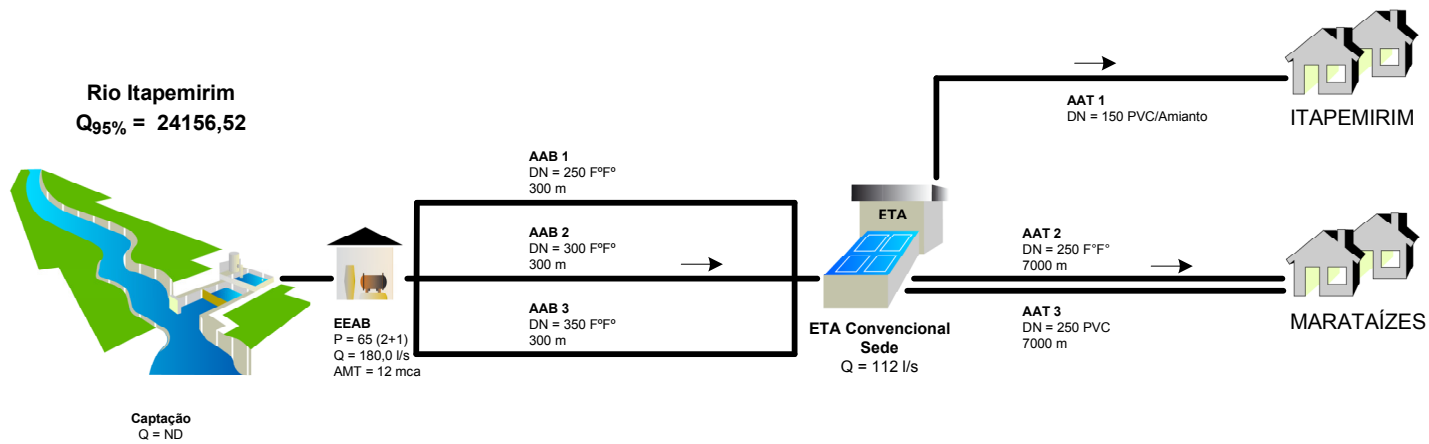 Rio Itapemirim
Q95% = 24156,52
AAT 1
DN = 150 PVC/Amianto
ITAPEMIRIM
AAB 1
DN = 250 FºFº
300 m
ETA
AAB 2
DN = 300 FºFº
300 m
AAT 2
DN = 250 F°F°
7000 m
AAB 3
DN = 350 FºFº
300 m
AAT 3
DN = 250 PVC
7000 m
MARATAÍZES
EEAB
P = 65 (2+1)
Q = 180,0 l/s
AMT = 12 mca
ETA Convencional
Sede
Q = 112 l/s
Captação
Q = ND